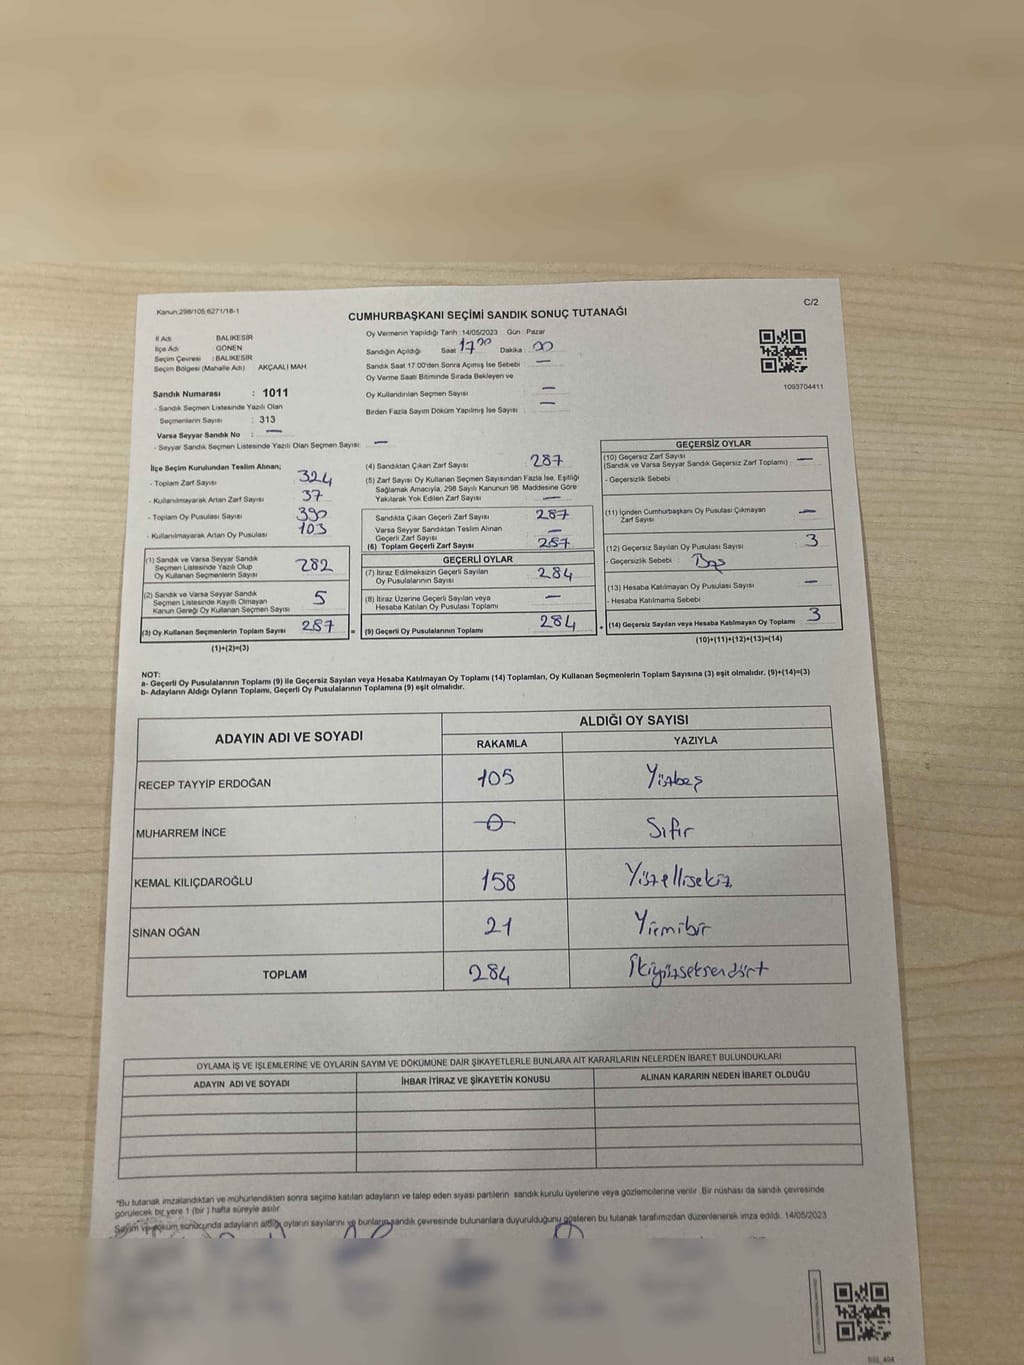 Kanun:298/105;6271/18-1
C/2
CUMHURBAŞKANI SEÇİMİ SANDIK SONUÇ TUTANAĞI
İl Adı BALIKESİR
İlçe Adı GÖNEN
Seçim Çevresi : BALIKESİR
Seçim Bölgesi (Mahalle Adı) AKÇAALİ MAH.
Sandık Numarası : 1011
- Sandık Seçmen Listesinde Yazılı Olan
Seçmenlerin Sayısı : 313
Varsa Seyyar Sandık No : —
- Seyyar Sandık Seçmen Listesinde Yazılı Olan Seçmen Sayısı: —
Oy Vermenin Yapıldığı Tarih :14/05/2023 Gün : Pazar
Sandığın Açıldığı Saat 17 00 Dakika : 00
Sandık Saat 17:00'den Sonra Açımış İse Sebebi : —
Oy Verme Saati Bitiminde Sırada Bekleyen ve
Oy Kullandırılan Seçmen Sayısı : —
Birden Fazla Sayım Döküm Yapılmış İse Sayısı : —
1093704411
İlçe Seçim Kurulundan Teslim Alınan;
- Toplam Zarf Sayısı 324
- Kullanılmayarak Artan Zarf Sayısı 37
- Toplam Oy Pusulası Sayısı 390
- Kullanılmayarak Artan Oy Pusulası 103
(1) Sandık ve Varsa Seyyar Sandık
Seçmen Listesinde Yazılı Olup
Oy Kullanan Seçmenlerin Sayısı 282
(2) Sandık ve Varsa Seyyar Sandık
Seçmen Listesinde Kayıtlı Olmayan
Kanun Gereği Oy Kullanan Seçmen Sayısı 5
(3) Oy Kullanan Seçmenlerin Toplam Sayısı 287
(1)+(2)=(3)
(4) Sandıktan Çıkan Zarf Sayısı 287
(5) Zarf Sayısı Oy Kullanan Seçmen Sayısından Fazla İse, Eşitliği
Sağlamak Amacıyla; 298 Sayılı Kanunun 98. Maddesine Göre
Yakılarak Yok Edilen Zarf Sayısı —
Sandıkta Çıkan Geçerli Zarf Sayısı 287
Varsa Seyyar Sandıktan Teslim Alınan
Geçerli Zarf Sayısı —
(6) Toplam Geçerli Zarf Sayısı 287
GEÇERLİ OYLAR
(7) İtiraz Edilmeksizin Geçerli Sayılan
Oy Pusulalarının Sayısı 284
(8) İtiraz Üzerine Geçerli Sayılan veya
Hesaba Katılan Oy Pusulası Toplamı —
= (9) Geçerli Oy Pusulalarının Toplamı 284
GEÇERSİZ OYLAR
(10) Geçersiz Zarf Sayısı
(Sandık ve Varsa Seyyar Sandık Geçersiz Zarf Toplamı) —
- Geçersizlik Sebebi
(11) İçinden Cumhurbaşkanı Oy Pusulası Çıkmayan
Zarf Sayısı —
(12) Geçersiz Sayılan Oy Pusulası Sayısı 3
- Geçersizlik Sebebi : Boş
(13) Hesaba Katılmayan Oy Pusulası Sayısı —
- Hesaba Katılmama Sebebi
+ (14) Geçersiz Sayılan veya Hesaba Katılmayan Oy Toplamı 3
(10)+(11)+(12)+(13)=(14)
NOT:
a- Geçerli Oy Pusulalarının Toplamı (9) ile Geçersiz Sayılan veya Hesaba Katılmayan Oy Toplamı (14) Toplamları, Oy Kullanan Seçmenlerin Toplam Sayısına (3) eşit olmalıdır. (9)+(14)=(3)
b- Adayların Aldığı Oyların Toplamı, Geçerli Oy Pusulalarının Toplamına (9) eşit olmalıdır.
ADAYIN ADI VE SOYADI ALDIĞI OY SAYISI
RAKAMLA YAZIYLA
RECEP TAYYİP ERDOĞAN 105 Yüzbeş
MUHARREM İNCE 0 Sıfır
KEMAL KILIÇDAROĞLU 158 Yüzellisekiz
SİNAN OĞAN 21 Yirmibir
TOPLAM 284 İkiyüzseksendört
OYLAMA İŞ VE İŞLEMLERİNE VE OYLARIN SAYIM VE DÖKÜMÜNE DAİR ŞİKAYETLERLE BUNLARA AİT KARARLARIN NELERDEN İBARET BULUNDUKLARI
ADAYIN ADI VE SOYADI İHBAR İTİRAZ VE ŞİKAYETİN KONUSU ALINAN KARARIN NEDEN İBARET OLDUĞU
*Bu tutanak imzalandıktan ve mühürlendikten sonra seçime katılan adayların ve talep eden siyasi partilerin sandık kurulu üyelerine veya gözlemcilerine verilir .Bir nüshası da sandık çevresinde
görülecek bir yere 1 (bir ) hafta süreyle asılır
Sayım ve döküm sonucunda adayların aldığı oyların sayılarını ve bunların sandık çevresinde bulunanlara duyurulduğunu gösteren bu tutanak tarafımızdan düzenlenerek imza edildi. 14/05/2023